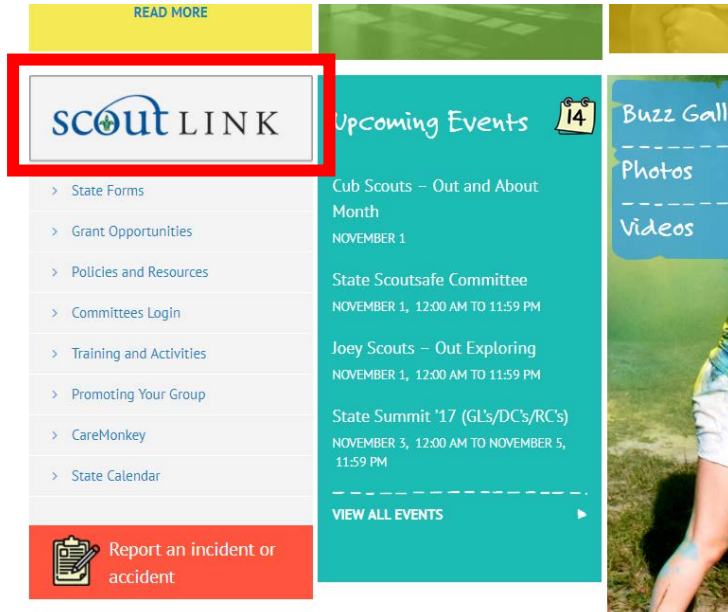 READ MORE
scout LINK
State Forms
Grant Opportunities
Policies and Resources
Committees Login
Training and Activities
Promoting Your Group
CareMonkey
State Calendar
Report an incident or
accident
Upcoming Events
14
Cub Scouts – Out and About
Month
NOVEMBER 1
State Scoutsafe Committee
NOVEMBER 1, 12:00 AM TO 11:59 PM
Joey Scouts – Out Exploring
NOVEMBER 1, 12:00 AM TO 11:59 PM
State Summit '17 (GL's/DC's/RC's)
NOVEMBER 3, 12:00 AM TO NOVEMBER 5,
11:59 PM
VIEW ALL EVENTS
Buzz Gall
Photos
Videos